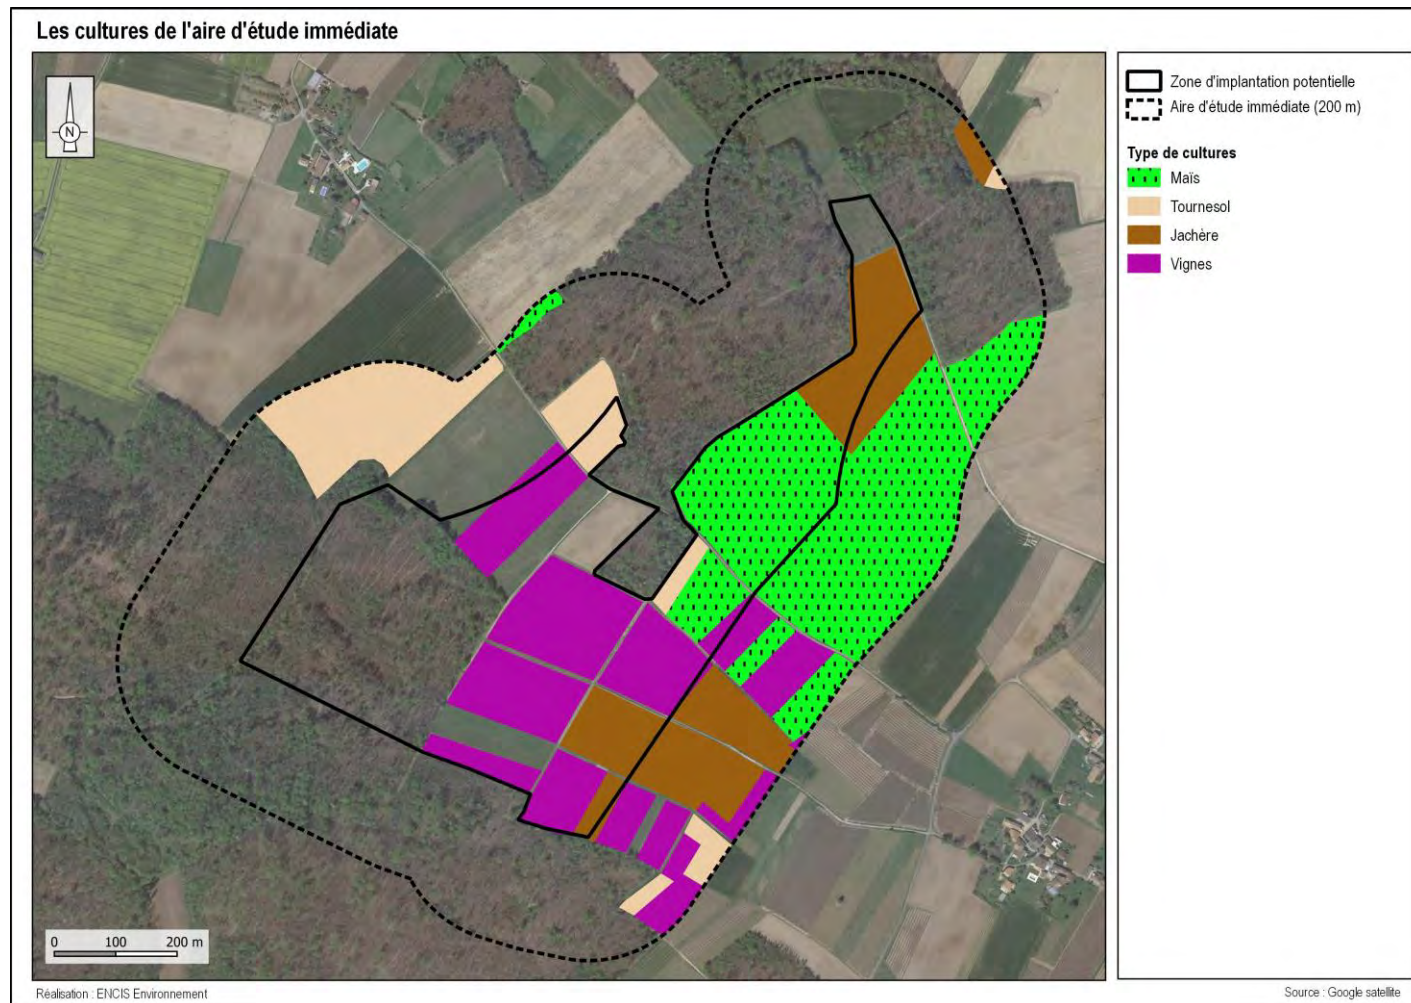 Les cultures de l'aire d'étude immédiate
N
Zone d'implantation potentielle
Aire d'étude immédiate (200 m)
Type de cultures
Maïs
Tournesol
Jachère
Vignes
0 100 200 m
Réalisation : ENCIS Environnement
Source : Google satellite